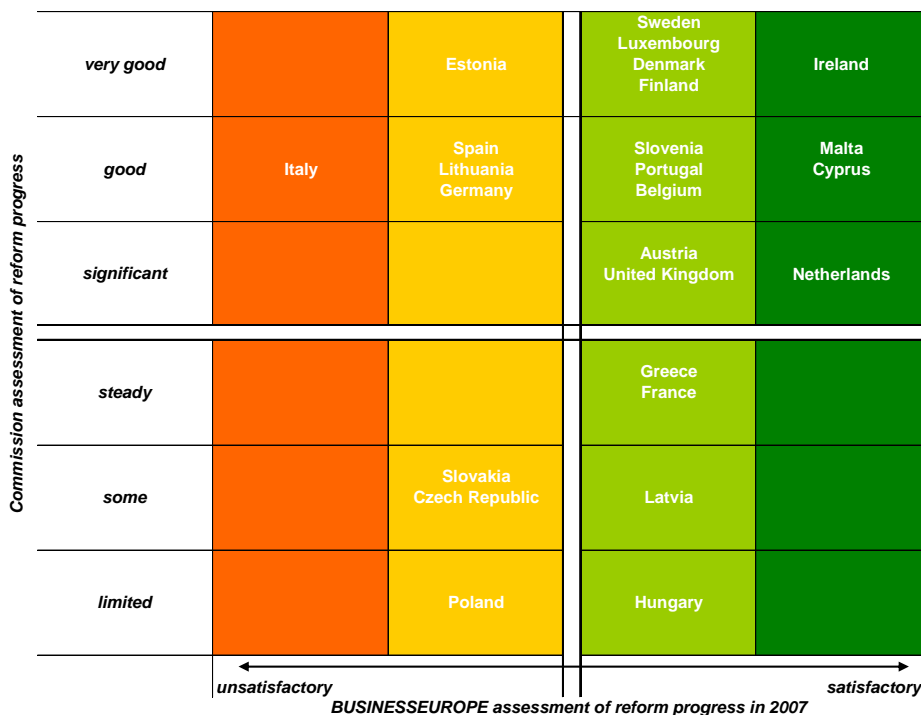 Commission assessment of reform progress
very good
Estonia
Sweden
Luxembourg
Denmark
Finland
Ireland
good
Italy
Spain
Lithuania
Germany
Slovenia
Portugal
Belgium
Malta
Cyprus
significant
Austria
United Kingdom
Netherlands
steady
Greece
France
some
Slovakia
Czech Republic
Latvia
limited
Poland
Hungary
unsatisfactory
satisfactory
BUSINESSEUROPE assessment of reform progress in 2007